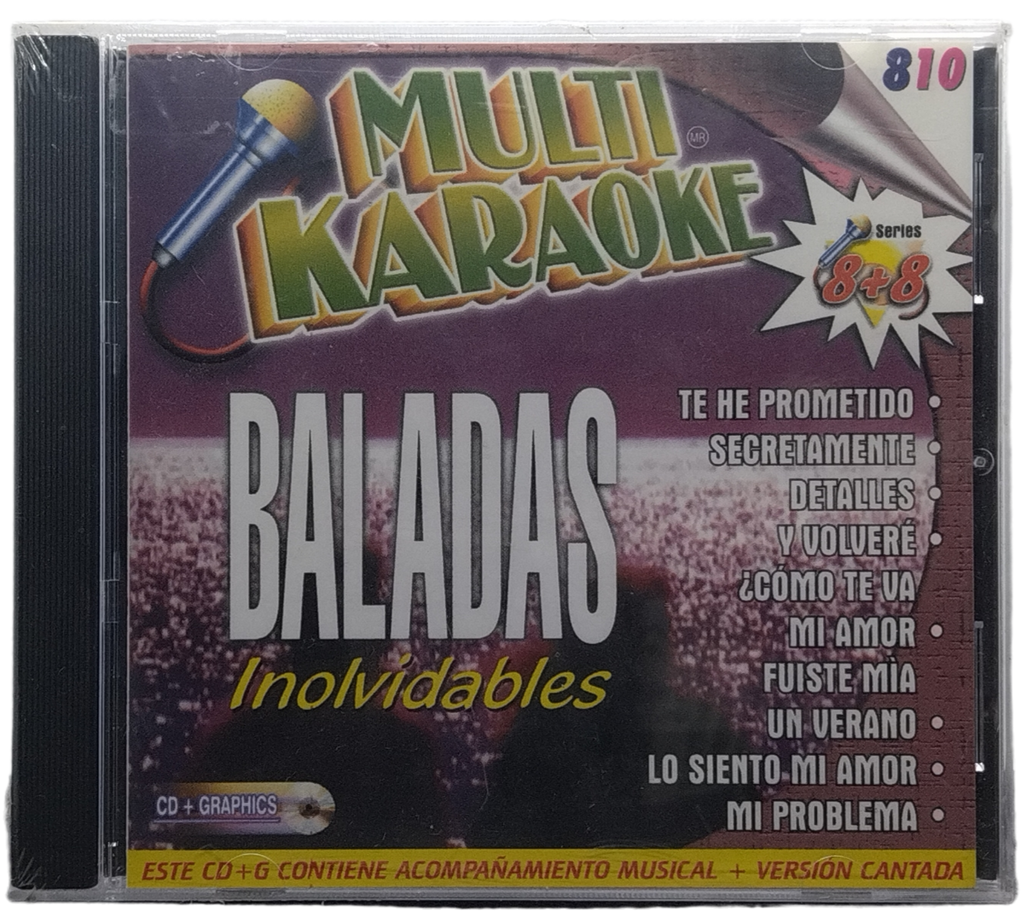 810
MULTI
MR
KARAOKE
Series
8+8
BALADAS
Inolvidables
TE HE PROMETIDO •
SECRETAMENTE •
DETALLES •
Y VOLVERÉ •
¿CÓMO TE VA
MI AMOR •
FUISTE MÌA
UN VERANO •
LO SIENTO MI AMOR •
MI PROBLEMA •
CD + GRAPHICS
ESTE CD+G CONTIENE ACOMPAÑAMIENTO MUSICAL + VERSION CANTADA